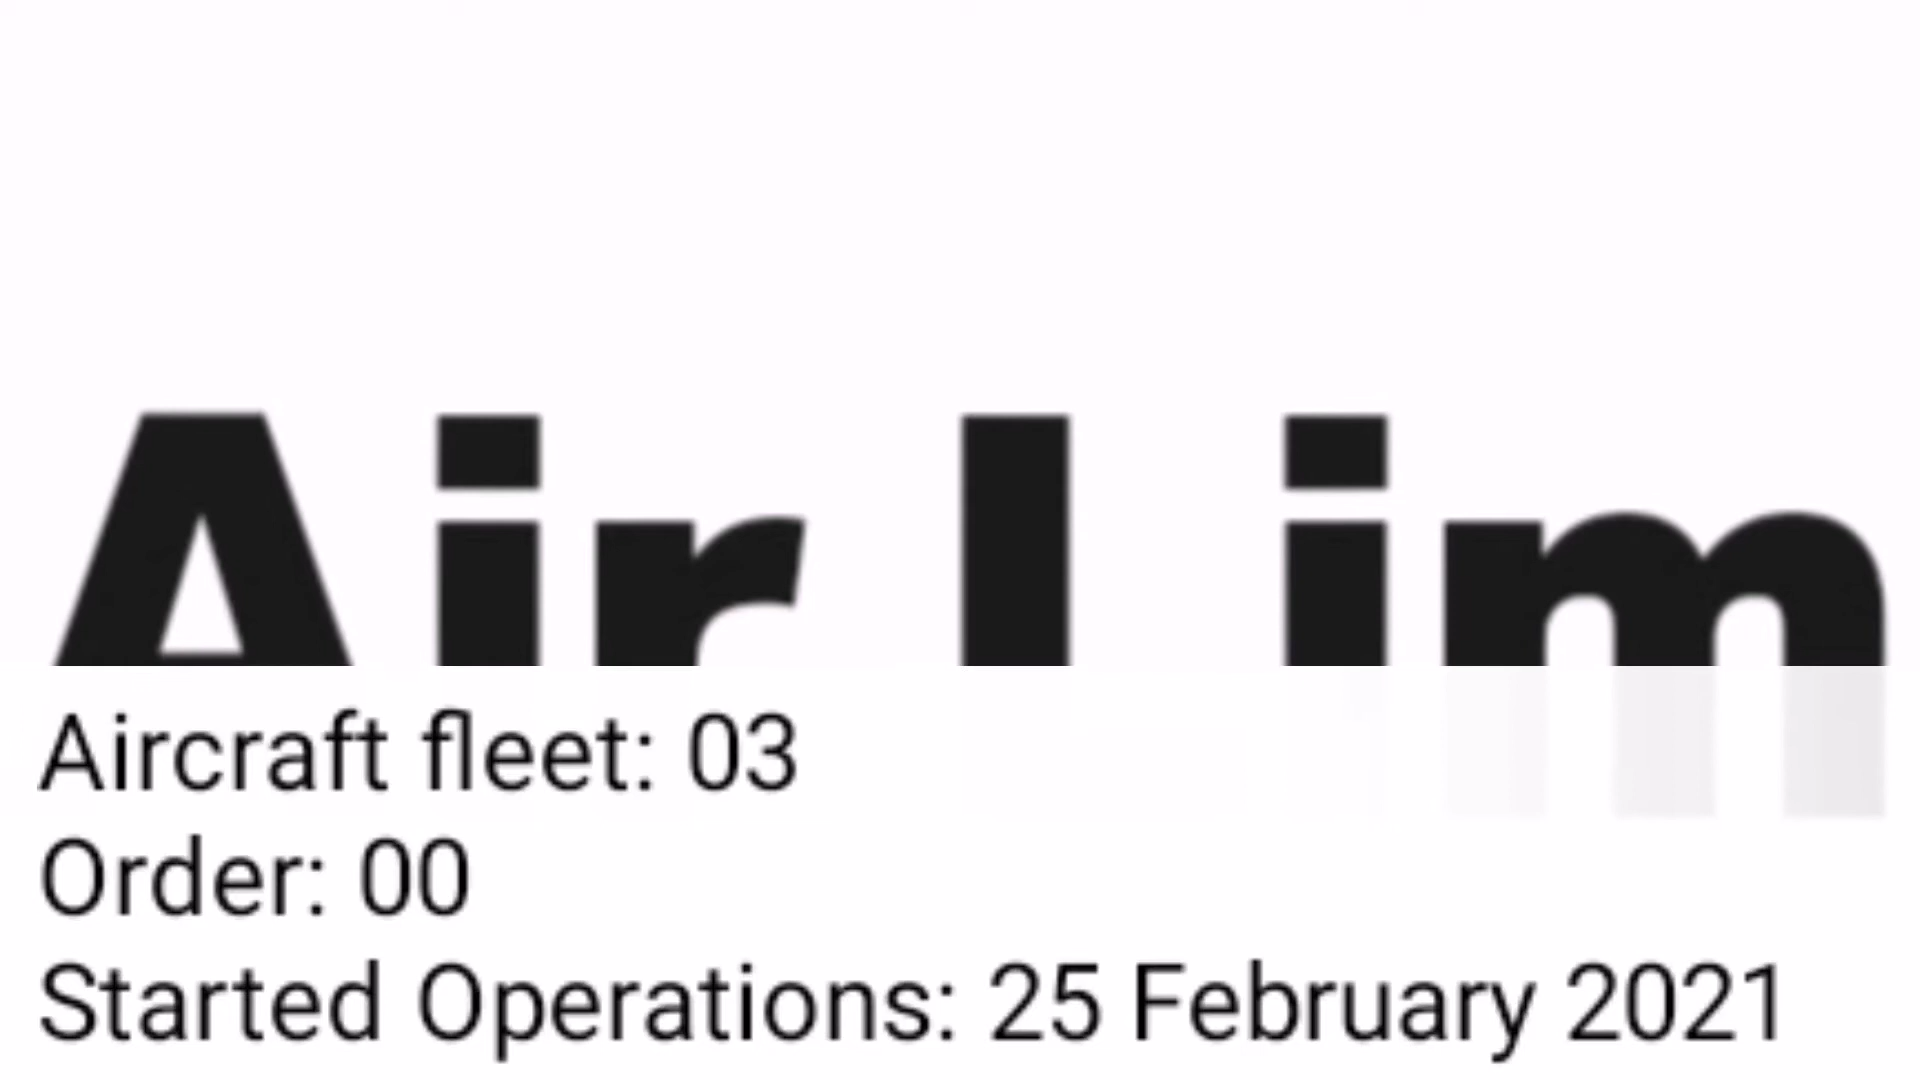 Air Lim
Aircraft fleet: 03
Order: 00
Started Operations: 25 February 2021